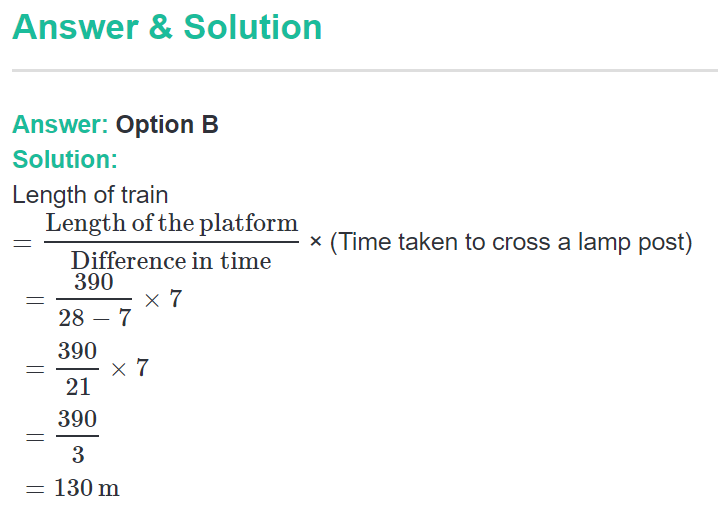 Answer & Solution
Answer: Option B
Solution:
Length of train
= Length of the platform / Difference in time × (Time taken to cross a lamp post)
= 390 / 28 − 7 × 7
= 390 / 21 × 7
= 390 / 3
= 130 m